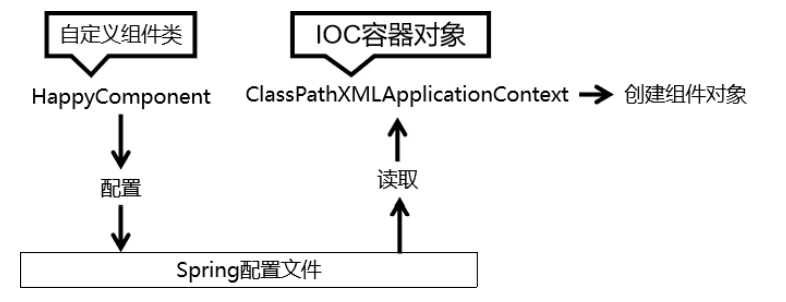 自定义组件类
IOC容器对象
HappyComponent
ClassPathXMLApplicationContext
创建组件对象
配置
读取
Spring配置文件